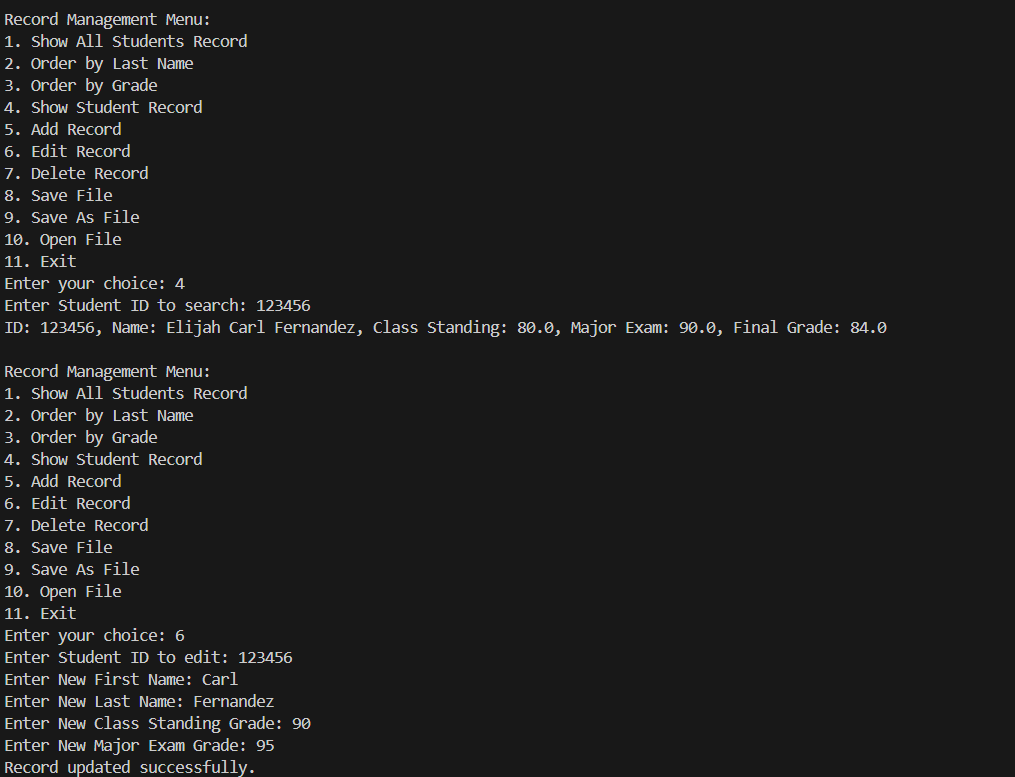 Record Management Menu:
1. Show All Students Record
2. Order by Last Name
3. Order by Grade
4. Show Student Record
5. Add Record
6. Edit Record
7. Delete Record
8. Save File
9. Save As File
10. Open File
11. Exit
Enter your choice: 4
Enter Student ID to search: 123456
ID: 123456, Name: Elijah Carl Fernandez, Class Standing: 80.0, Major Exam: 90.0, Final Grade: 84.0
Record Management Menu:
1. Show All Students Record
2. Order by Last Name
3. Order by Grade
4. Show Student Record
5. Add Record
6. Edit Record
7. Delete Record
8. Save File
9. Save As File
10. Open File
11. Exit
Enter your choice: 6
Enter Student ID to edit: 123456
Enter New First Name: Carl
Enter New Last Name: Fernandez
Enter New Class Standing Grade: 90
Enter New Major Exam Grade: 95
Record updated successfully.